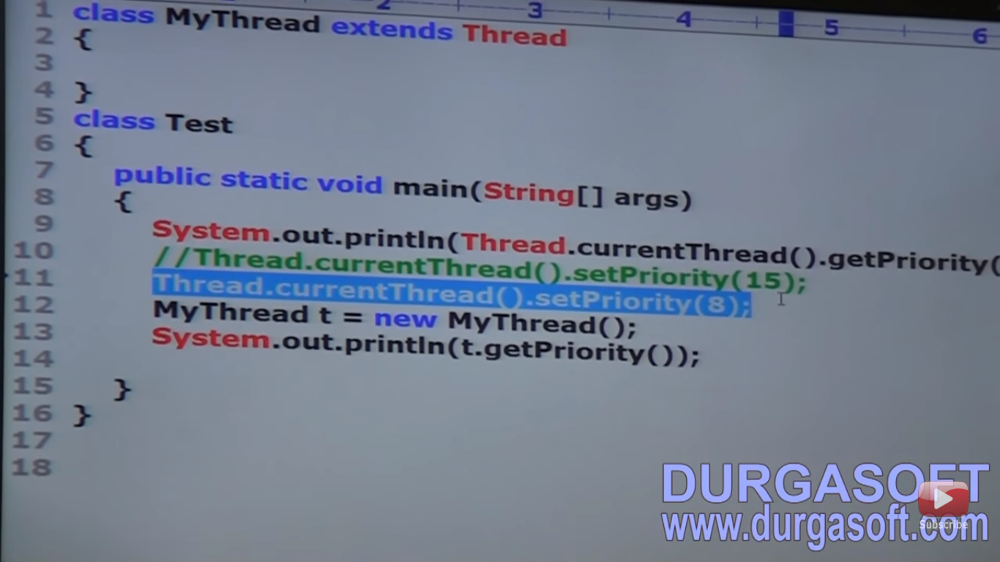 2 3 4 5 6
1 class MyThread extends Thread
2 {
3
4 }
5 class Test
6 {
7 public static void main(String[] args)
8 {
9 System.out.println(Thread.currentThread().getPriority(
10 //Thread.currentThread().setPriority(15);
11 Thread.currentThread().setPriority(8);
12 MyThread t = new MyThread();
13 System.out.println(t.getPriority());
14
15 }
16 }
17
18
DURGASOFT
www.durgasoft.com
Subscribe